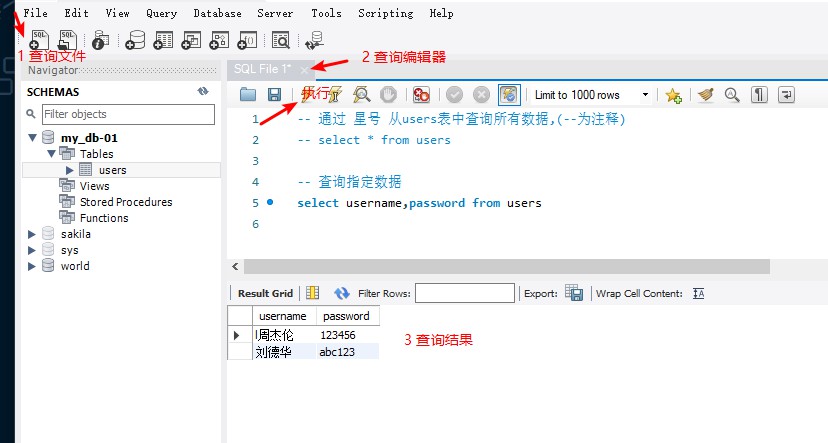 File Edit View Query Database Server Tools Scripting Help
1 查询文件
Navigator
SCHEMAS
Filter objects
my_db-01
Tables
users
Views
Stored Procedures
Functions
sakila
sys
world
SQL File 1*
2 查询编辑器
执行
Limit to 1000 rows
1 -- 通过 星号 从users表中查询所有数据,(--为注释)
2 -- select * from users
3
4 -- 查询指定数据
5 select username,password from users
6
Result Grid Filter Rows: Export: Wrap Cell Content:
username password
周杰伦 123456
刘德华 abc123
3 查询结果